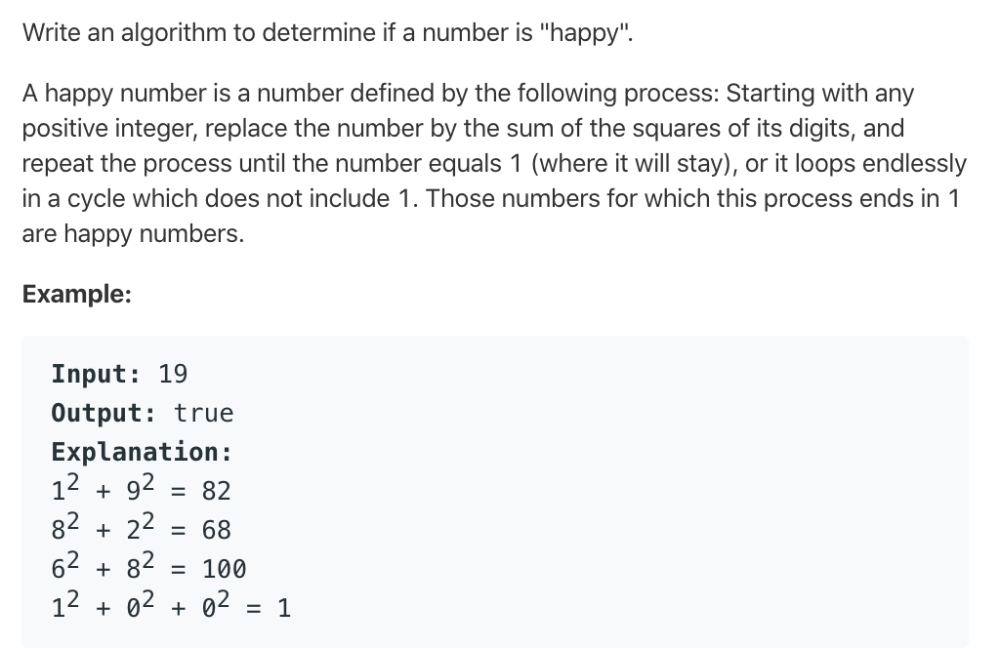 Write an algorithm to determine if a number is "happy".
A happy number is a number defined by the following process: Starting with any
positive integer, replace the number by the sum of the squares of its digits, and
repeat the process until the number equals 1 (where it will stay), or it loops endlessly
in a cycle which does not include 1. Those numbers for which this process ends in 1
are happy numbers.
Example:
Input: 19
Output: true
Explanation:
1² + 9² = 82
8² + 2² = 68
6² + 8² = 100
1² + 0² + 0² = 1